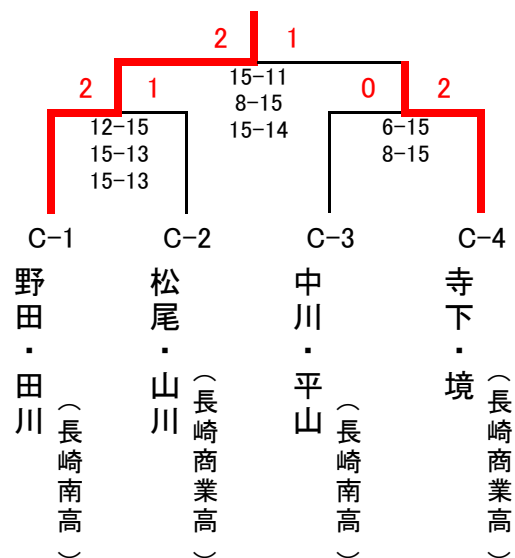 2 1
15-11
8-15
15-14
2 1
12-15
15-13
15-13
0 2
6-15
8-15
C-1 C-2 C-3 C-4
野田・田川
(長崎南高)
松尾・山川
(長崎商業高)
中川・平山
(長崎南高)
寺下・境
(長崎商業高)